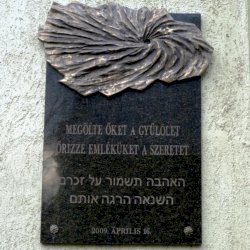 MEGÖLTE ŐKET A GYŰLÖLET
ŐRIZZE EMLÉKÜKET A SZERETET
האהבה תשמור על זכרם
השנאה הרגה אותם
2009. ÁPRILIS 16.